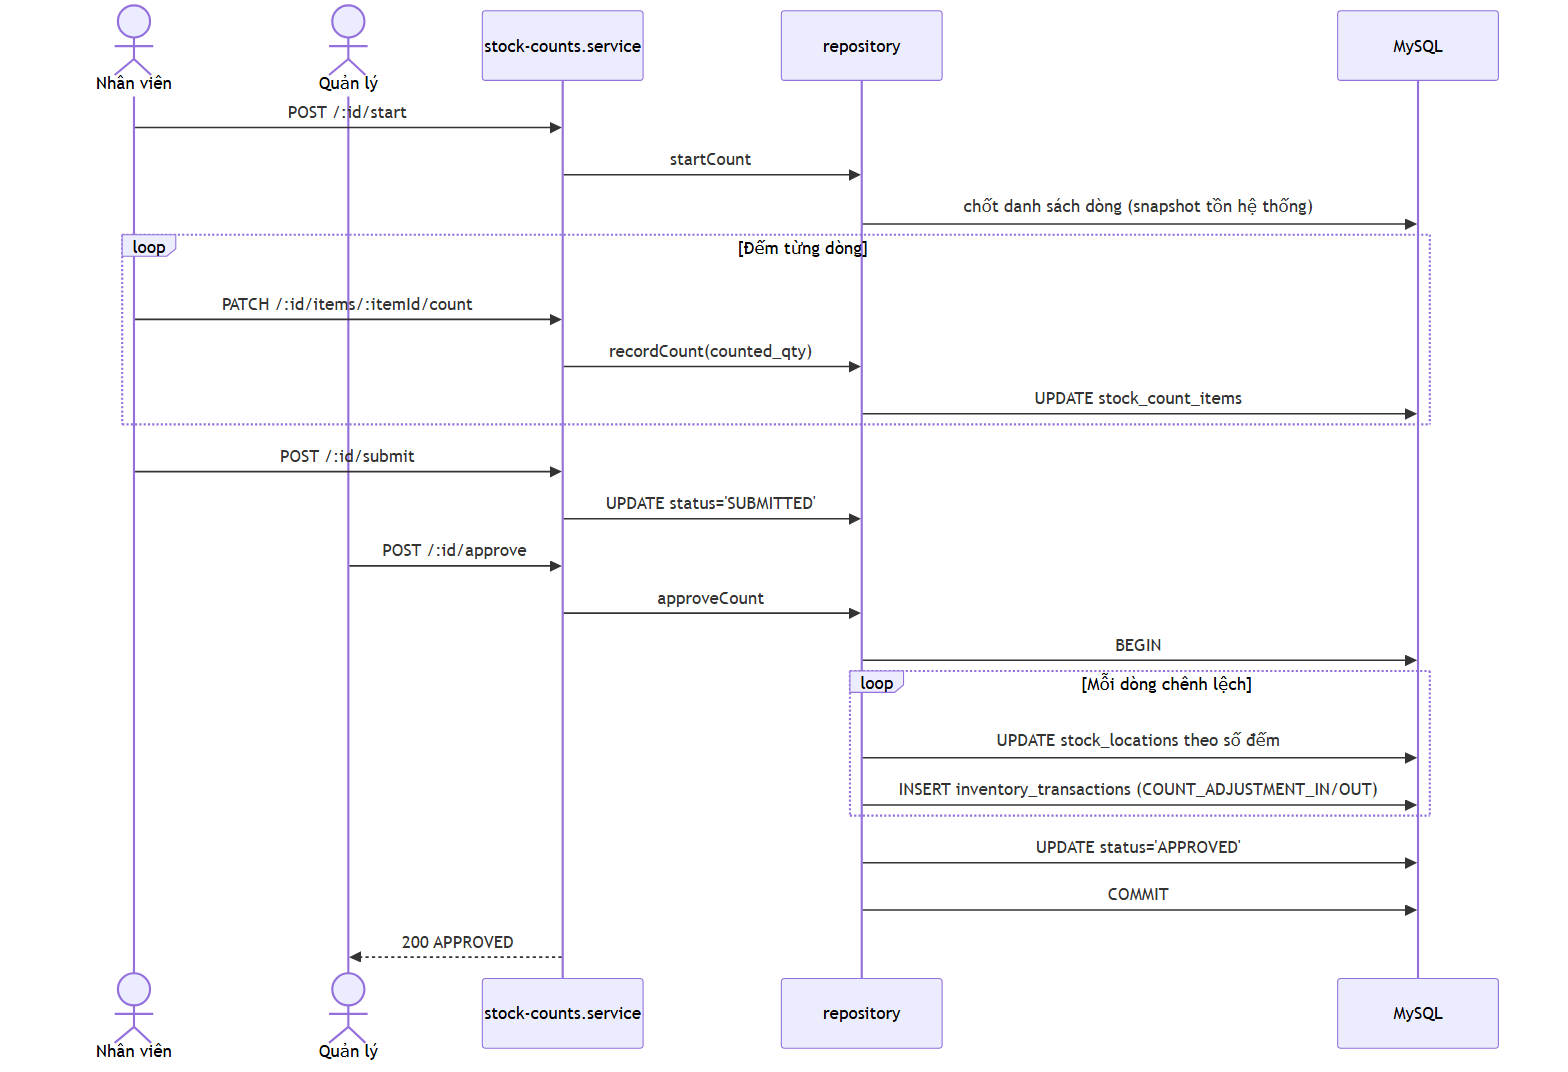 Nhân viên
Quản lý
stock-counts.service
repository
MySQL
POST /:id/start
startCount
chốt danh sách dòng (snapshot tồn hệ thống)
loop
[Đếm từng dòng]
PATCH /:id/items/:itemId/count
recordCount(counted_qty)
UPDATE stock_count_items
POST /:id/submit
UPDATE status='SUBMITTED'
POST /:id/approve
approveCount
BEGIN
loop
[Mỗi dòng chênh lệch]
UPDATE stock_locations theo số đếm
INSERT inventory_transactions (COUNT_ADJUSTMENT_IN/OUT)
UPDATE status='APPROVED'
COMMIT
200 APPROVED
Nhân viên
Quản lý
stock-counts.service
repository
MySQL